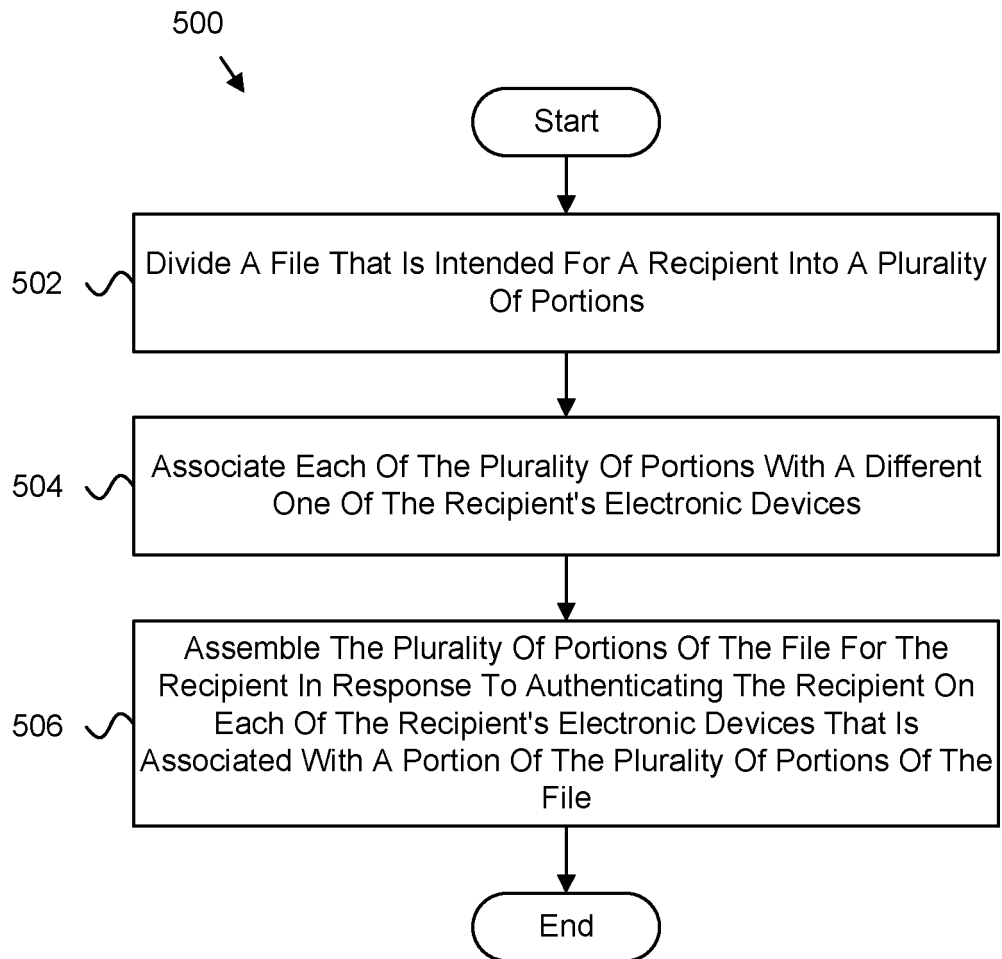 500
Start
502
Divide A File That Is Intended For A Recipient Into A Plurality
Of Portions
504
Associate Each Of The Plurality Of Portions With A Different
One Of The Recipient's Electronic Devices
506
Assemble The Plurality Of Portions Of The File For The
Recipient In Response To Authenticating The Recipient On
Each Of The Recipient's Electronic Devices That Is
Associated With A Portion Of The Plurality Of Portions Of The
File
End